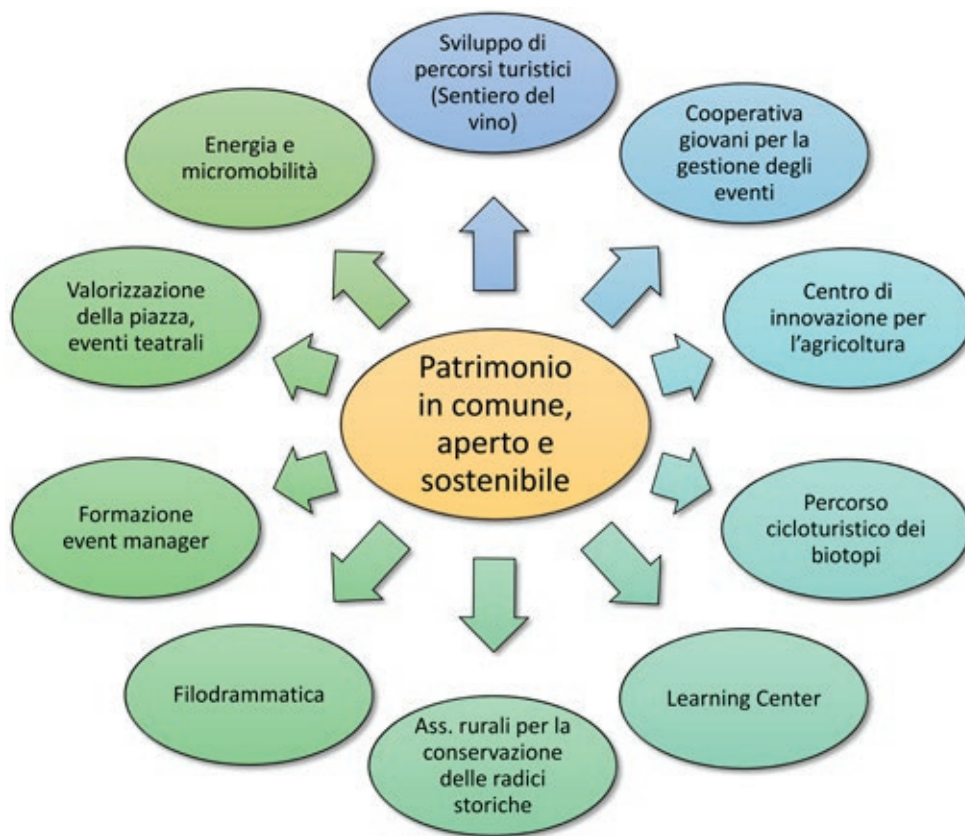 Sviluppo di
percorsi turistici
(Sentiero del
vino)
Cooperativa
giovani per la
gestione degli
eventi
Centro di
innovazione per
l'agricoltura
Percorso
cicloturistico dei
biotopi
Learning Center
Ass. rurali per la
conservazione
delle radici
storiche
Filodrammatica
Formazione
event manager
Valorizzazione
della piazza,
eventi teatrali
Energia e
micromobilità
Patrimonio
in comune,
aperto e
sostenibile